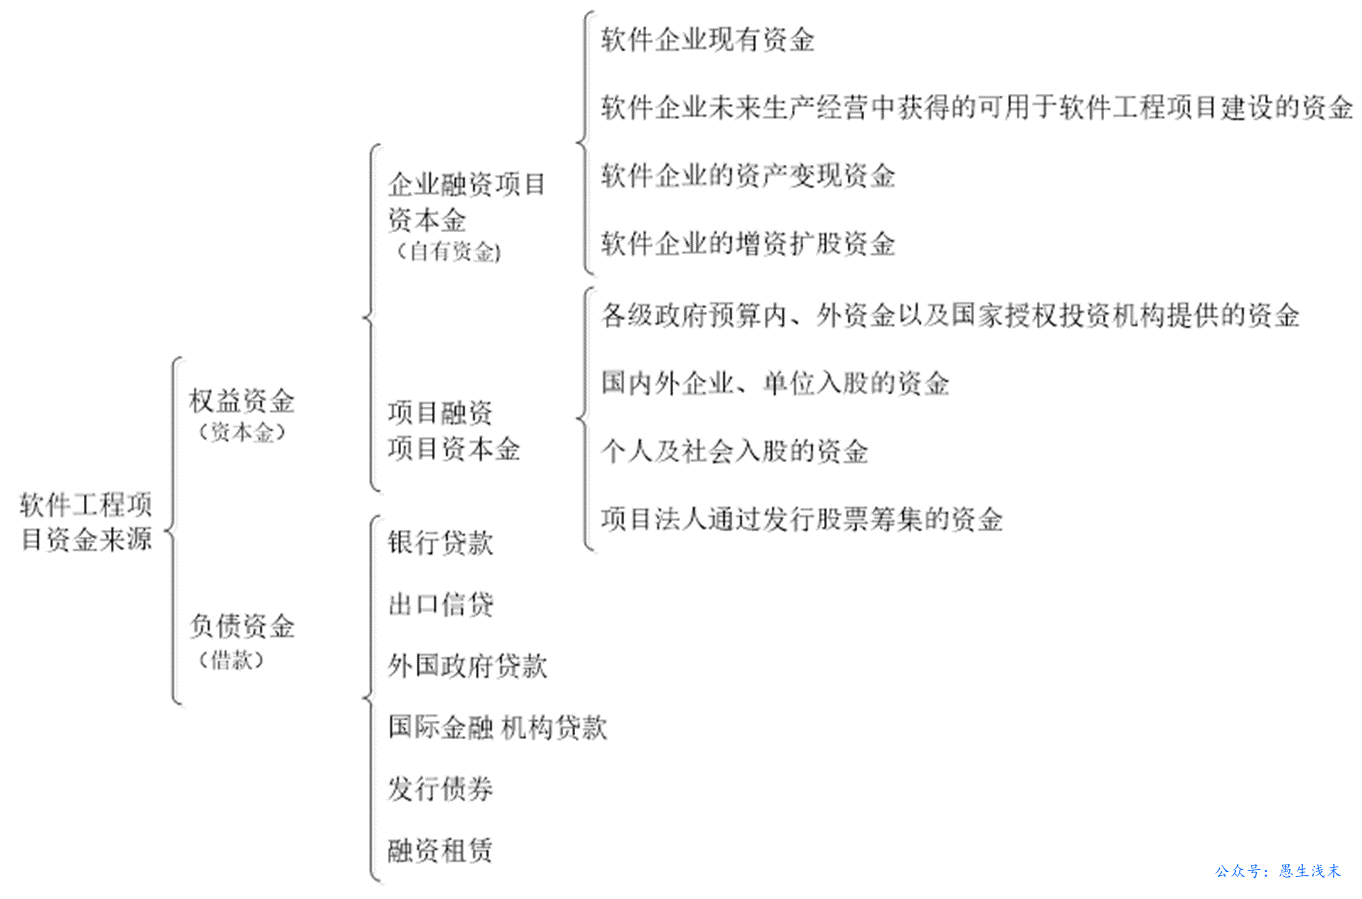 软件工程项
目资金来源
权益资金
（资本金）
企业融资项目
资本金
（自有资金)
软件企业现有资金
软件企业未来生产经营中获得的可用于软件工程项目建设的资金
软件企业的资产变现资金
软件企业的增资扩股资金
项目融资
项目资本金
各级政府预算内、外资金以及国家授权投资机构提供的资金
国内外企业、单位入股的资金
个人及社会入股的资金
项目法人通过发行股票筹集的资金
负债资金
（借款）
银行贷款
出口信贷
外国政府贷款
国际金融 机构贷款
发行债券
融资租赁
公众号：愚生浅末